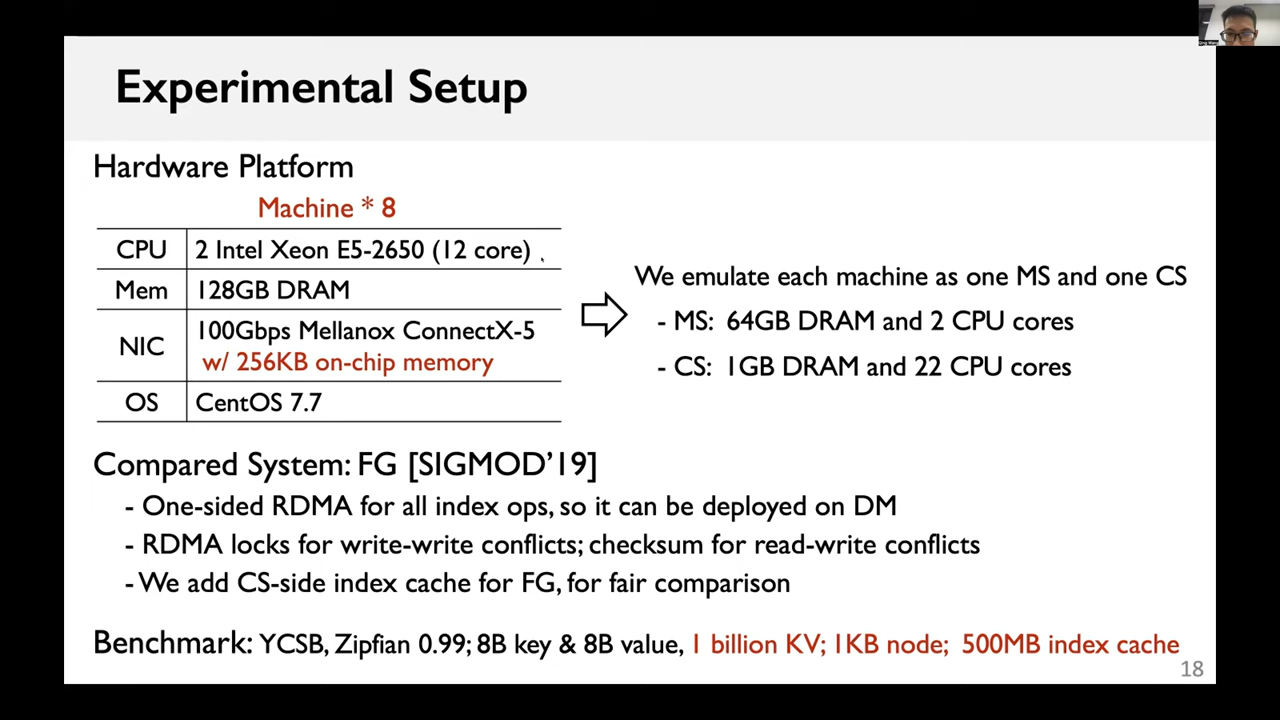 Experimental Setup
Hardware Platform
Machine * 8
CPU 2 Intel Xeon E5-2650 (12 core)
Mem 128GB DRAM
NIC 100Gbps Mellanox ConnectX-5
w/ 256KB on-chip memory
OS CentOS 7.7
We emulate each machine as one MS and one CS
- MS: 64GB DRAM and 2 CPU cores
- CS: 1GB DRAM and 22 CPU cores
Compared System: FG [SIGMOD'19]
- One-sided RDMA for all index ops, so it can be deployed on DM
- RDMA locks for write-write conflicts; checksum for read-write conflicts
- We add CS-side index cache for FG, for fair comparison
Benchmark: YCSB, Zipfian 0.99; 8B key & 8B value, 1 billion KV; 1KB node; 500MB index cache
18